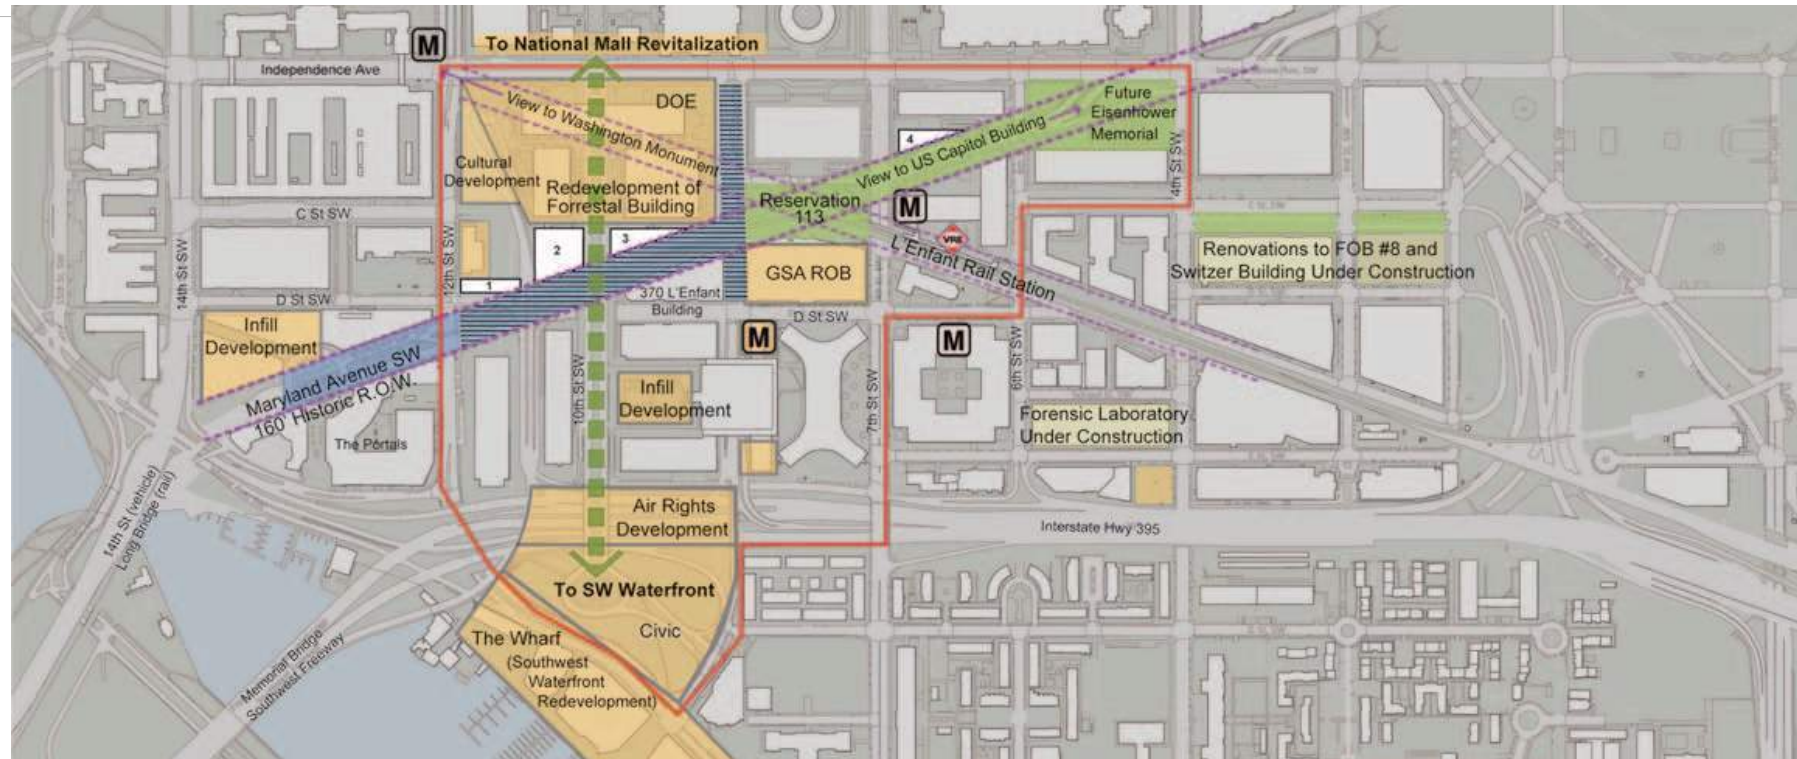 M
To National Mall Revitalization
Independence Ave
DOE
View to Washington Monument
Cultural
Development
Redevelopment of
Forrestal Building
Future
Eisenhower
Memorial
4
View to US Capitol Building
4th St SW
Reservation
113
M
VRE
C St SW
14th St SW
12th St SW
2
3
1
L'Enfant Rail Station
Renovations to FOB #8 and
Switzer Building Under Construction
GSA ROB
370 L'Enfant
Building
D St SW
D St SW
Infill
Development
M
M
6th St SW
Maryland Avenue SW
160' Historic R.O.W.
10th St SW
Infill
Development
7th St SW
The Portals
Forensic Laboratory
Under Construction
14th St (vehicle)
Long Bridge (rail)
Air Rights
Development
Interstate Hwy 395
To SW Waterfront
Civic
The Wharf
(Southwest
Waterfront
Redevelopment)
Memorial Bridge
Southwest Freeway